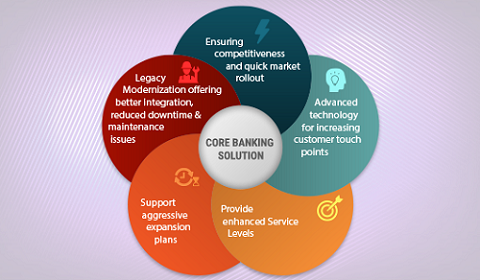 Ensuring
competitiveness
and quick market
rollout
Advanced
technology
for increasing
customer touch
points
Provide
enhanced Service
Levels
Support
aggressive
expansion
plans
Legacy
Modernization offering
better integration,
reduced downtime &
maintenance
issues
CORE BANKING
SOLUTION